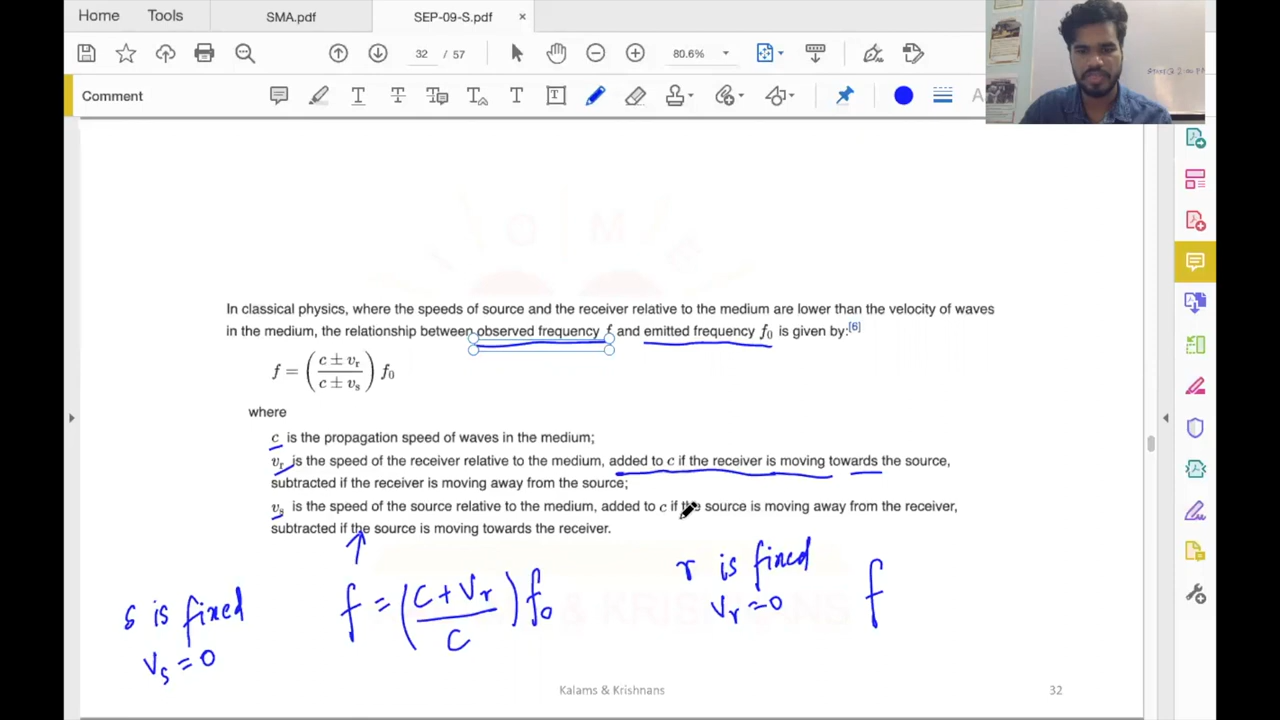 Home Tools SMA.pdf SEP-09-S.pdf ×
32 / 57 80.6%
Comment
In classical physics, where the speeds of source and the receiver relative to the medium are lower than the velocity of waves
in the medium, the relationship between observed frequency f and emitted frequency f₀ is given by:[6]
f = ( c ± vᵣ / c ± vₛ ) f₀
where
c is the propagation speed of waves in the medium;
vᵣ is the speed of the receiver relative to the medium, added to c if the receiver is moving towards the source,
subtracted if the receiver is moving away from the source;
vₛ is the speed of the source relative to the medium, added to c if the source is moving away from the receiver,
subtracted if the source is moving towards the receiver.
s is fixed
vₛ = 0
f = ( c + vᵣ / c ) f₀
r is fixed
vᵣ = 0
f
& KRISHNANS
Kalams & Krishnans 32